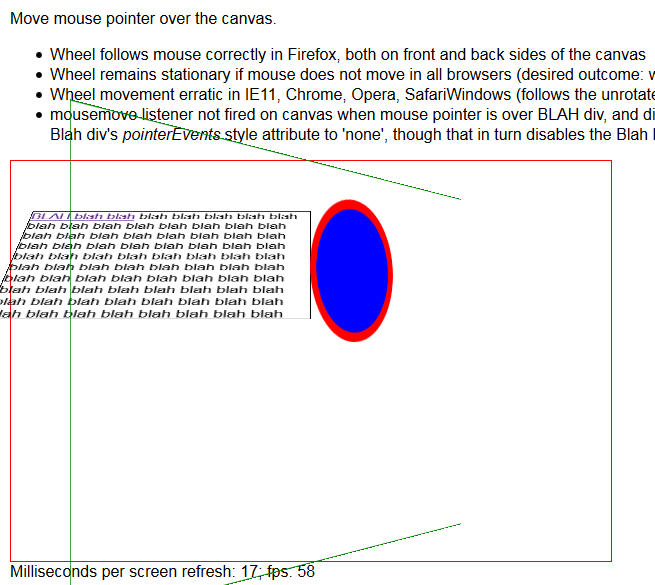 Move mouse pointer over the canvas.
Wheel follows mouse correctly in Firefox, both on front and back sides of the canvas
Wheel remains stationary if mouse does not move in all browsers (desired outcome: w
Wheel movement erratic in IE11, Chrome, Opera, SafariWindows (follows the unrotate
mousemove listener not fired on canvas when mouse pointer is over BLAH div, and di
Blah div's pointerEvents style attribute to 'none', though that in turn disables the Blah
BLAH blah blah blah blah blah blah blah
blah blah blah blah blah blah blah blah
blah blah blah blah blah blah blah blah
blah blah blah blah blah blah blah blah
blah blah blah blah blah blah blah blah
blah blah blah blah blah blah blah blah
blah blah blah blah blah blah blah blah
blah blah blah blah blah blah blah blah
lah blah blah blah blah blah blah blah
lah blah blah blah blah blah blah blah
Milliseconds per screen refresh: 17; fps: 58